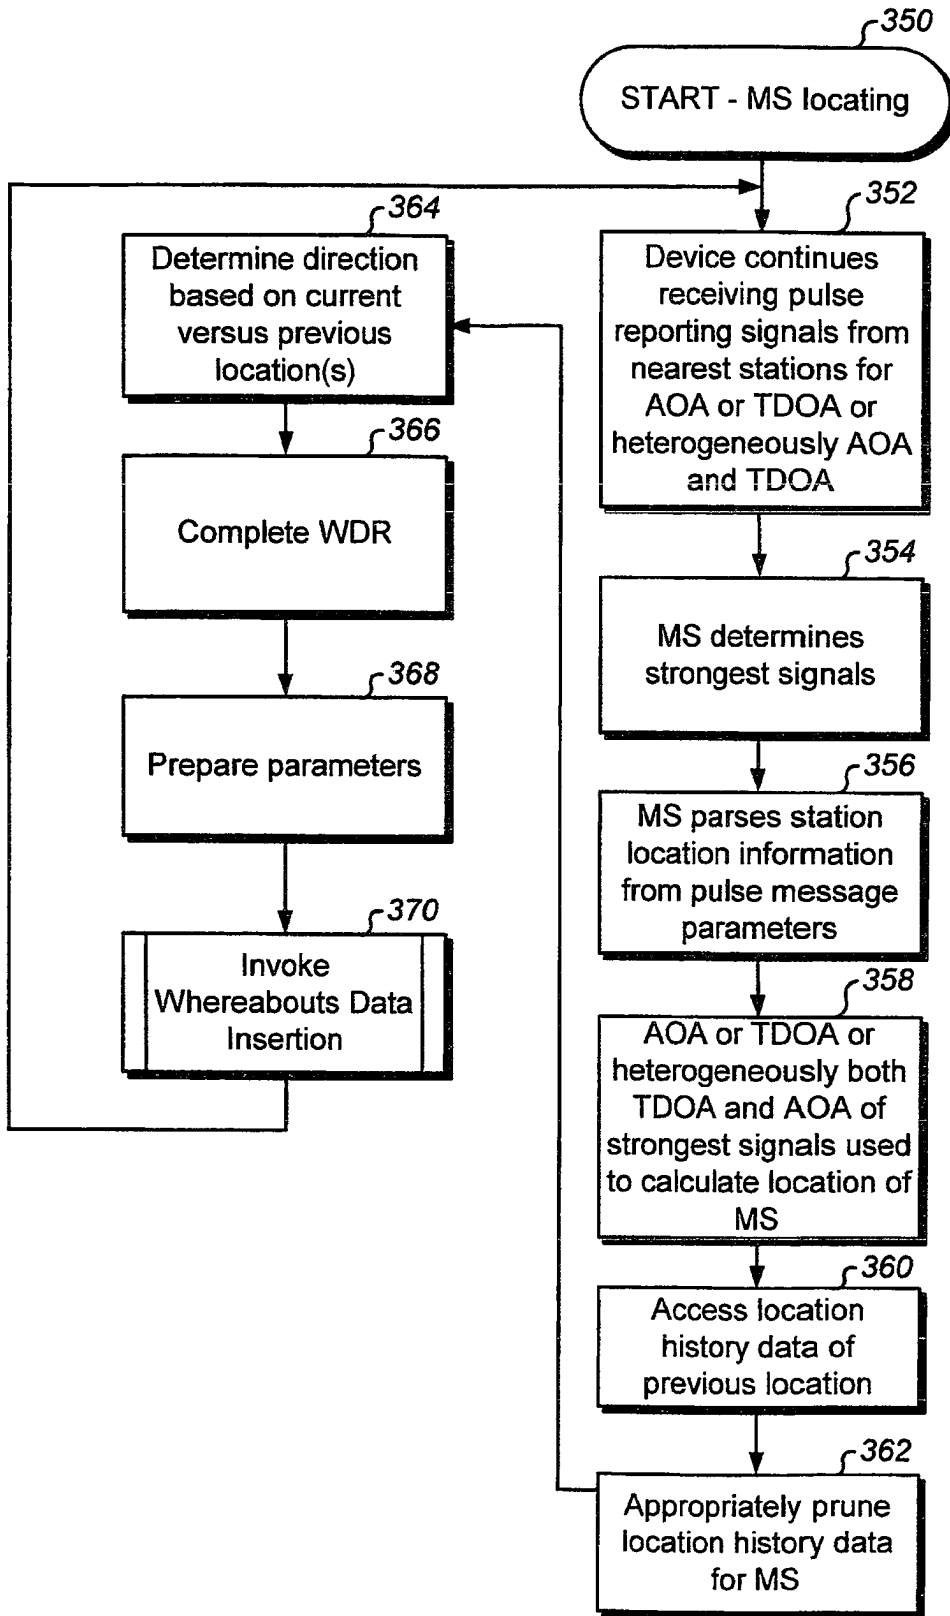 350
START - MS locating
352
Device continues
receiving pulse
reporting signals from
nearest stations for
AOA or TDOA or
heterogeneously AOA
and TDOA
354
MS determines
strongest signals
356
MS parses station
location information
from pulse message
parameters
358
AOA or TDOA or
heterogeneously both
TDOA and AOA of
strongest signals used
to calculate location of
MS
360
Access location
history data of
previous location
362
Appropriately prune
location history data
for MS
364
Determine direction
based on current
versus previous
location(s)
366
Complete WDR
368
Prepare parameters
370
Invoke
Whereabouts Data
Insertion